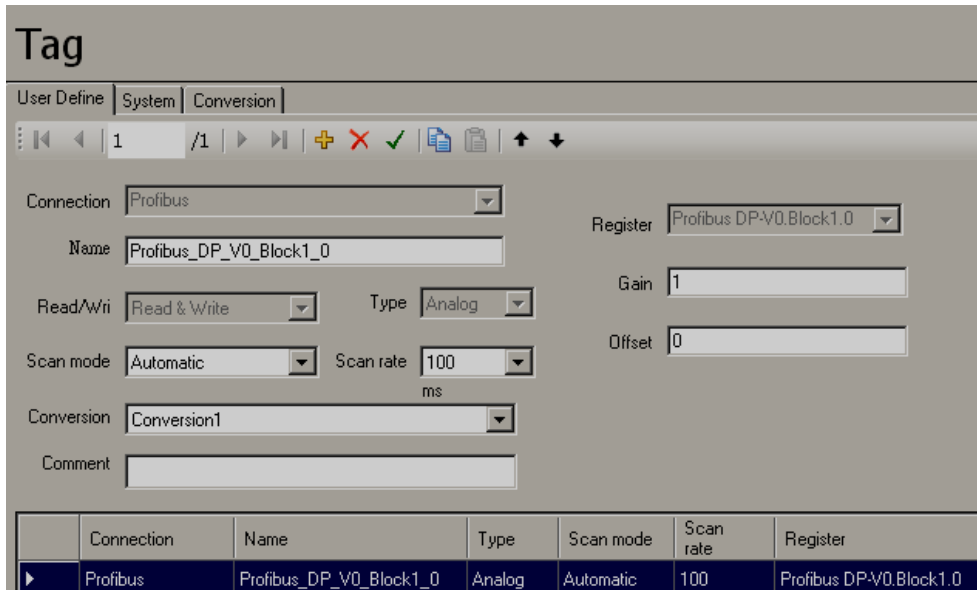 Tag
User Define System Conversion
1 /1
Connection Profibus
Register Profibus DP-V0.Block1.0
Name Profibus_DP_V0_Block1_0
Gain 1
Read/Wri Read & Write Type Analog
Offset 0
Scan mode Automatic Scan rate 100
ms
Conversion Conversion1
Comment
Connection Name Type Scan mode Scan rate Register
Profibus Profibus_DP_V0_Block1_0 Analog Automatic 100 Profibus DP-V0.Block1.0